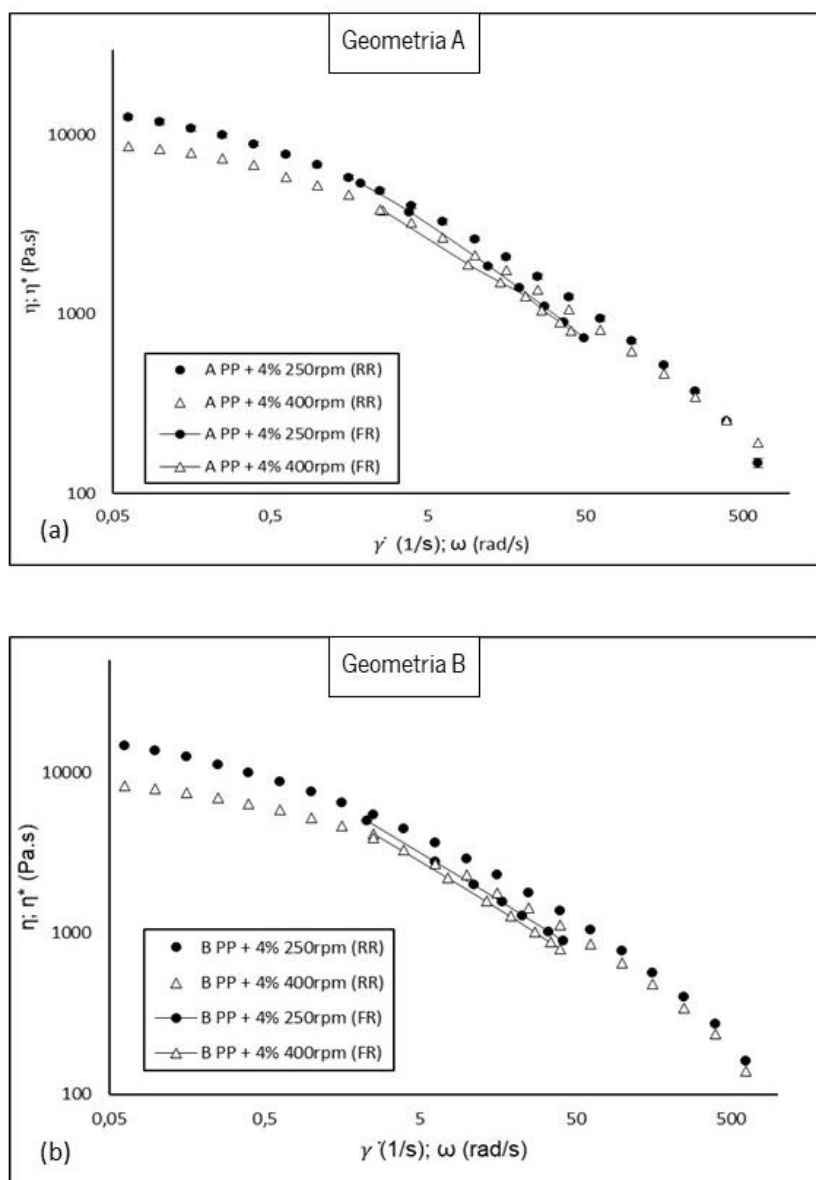 Geometria A
10000
1000
100
η; η* (Pa.s)
A PP + 4% 250rpm (RR)
A PP + 4% 400rpm (RR)
A PP + 4% 250rpm (FR)
A PP + 4% 400rpm (FR)
0,05 0,5 5 50 500
(a)
γ̇ (1/s); ω (rad/s)
Geometria B
10000
1000
100
η; η* (Pa.s)
B PP + 4% 250rpm (RR)
B PP + 4% 400rpm (RR)
B PP + 4% 250rpm (FR)
B PP + 4% 400rpm (FR)
0,05 0,5 5 50 500
(b)
γ̇ (1/s); ω (rad/s)